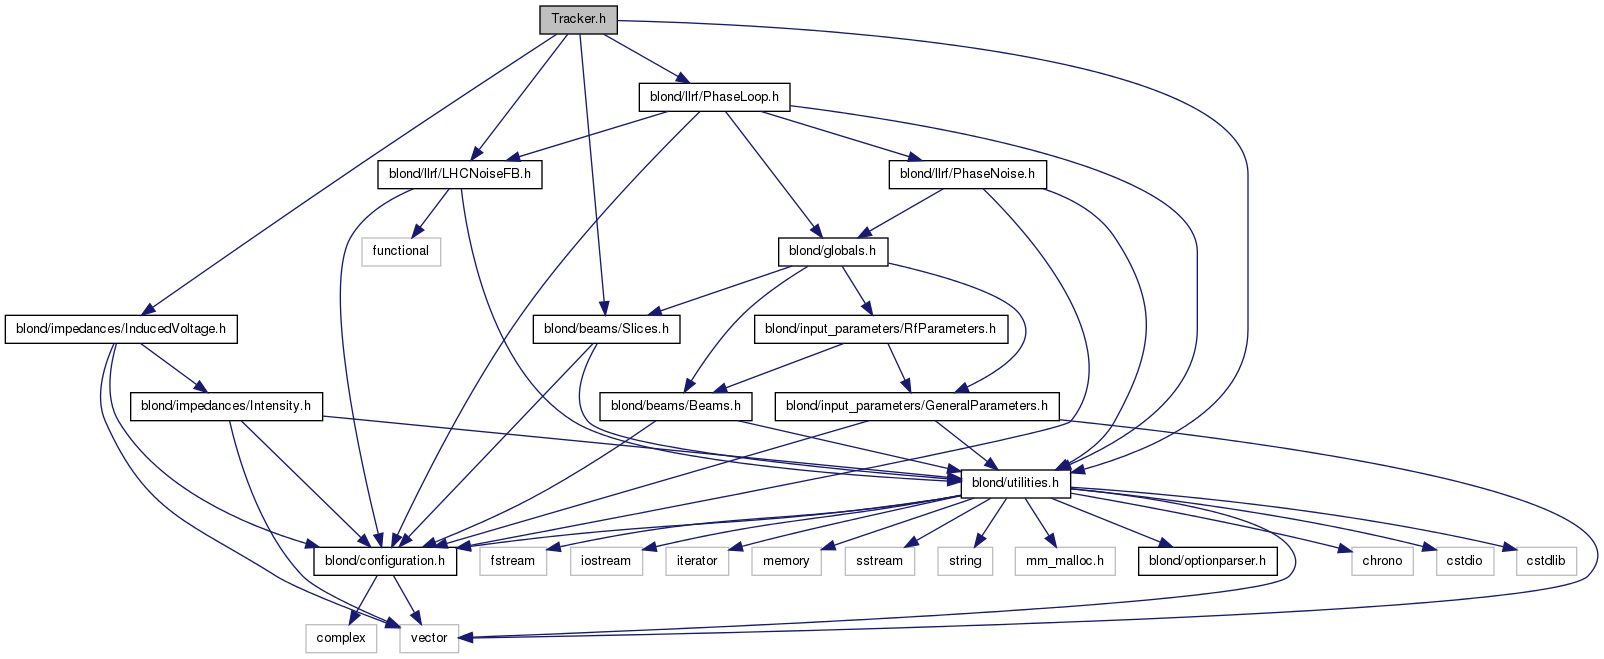 Tracker.h
blond/llrf/PhaseLoop.h
blond/llrf/LHCNoiseFB.h
blond/llrf/PhaseNoise.h
functional
blond/globals.h
blond/impedances/InducedVoltage.h
blond/beams/Slices.h
blond/input_parameters/RfParameters.h
blond/impedances/Intensity.h
blond/beams/Beams.h
blond/input_parameters/GeneralParameters.h
blond/utilities.h
blond/configuration.h
fstream
iostream
iterator
memory
sstream
string
mm_malloc.h
blond/optionparser.h
chrono
cstdio
cstdlib
complex
vector